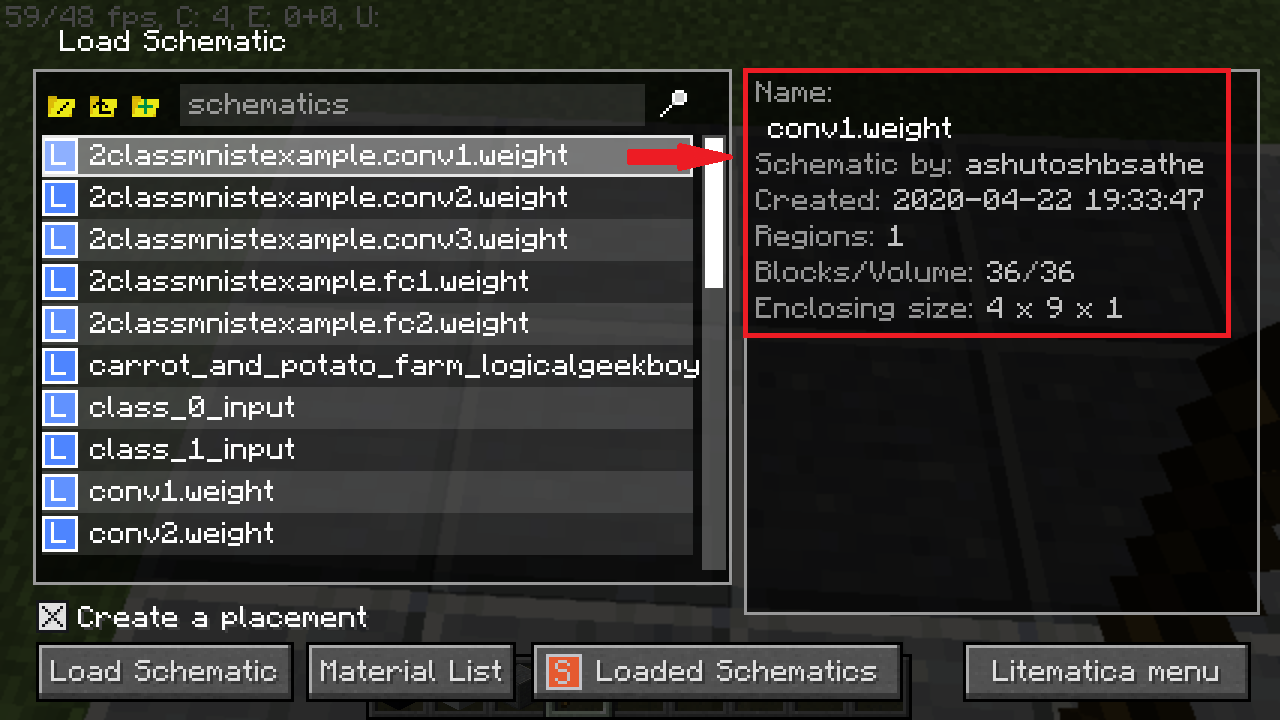 59/48 fps, C: 4, E: 0+0, U:
Load Schematic
schematics
L 2classmnistexample.conv1.weight
L 2classmnistexample.conv2.weight
L 2classmnistexample.conv3.weight
L 2classmnistexample.fc1.weight
L 2classmnistexample.fc2.weight
L carrot_and_potato_farm_logicalgeekboy
L class_0_input
L class_1_input
L conv1.weight
L conv2.weight
Name:
conv1.weight
Schematic by: ashutoshbsathe
Created: 2020-04-22 19:33:47
Regions: 1
Blocks/Volume: 36/36
Enclosing size: 4 x 9 x 1
Create a placement
Load Schematic
Material List
S Loaded Schematics
Litematica menu